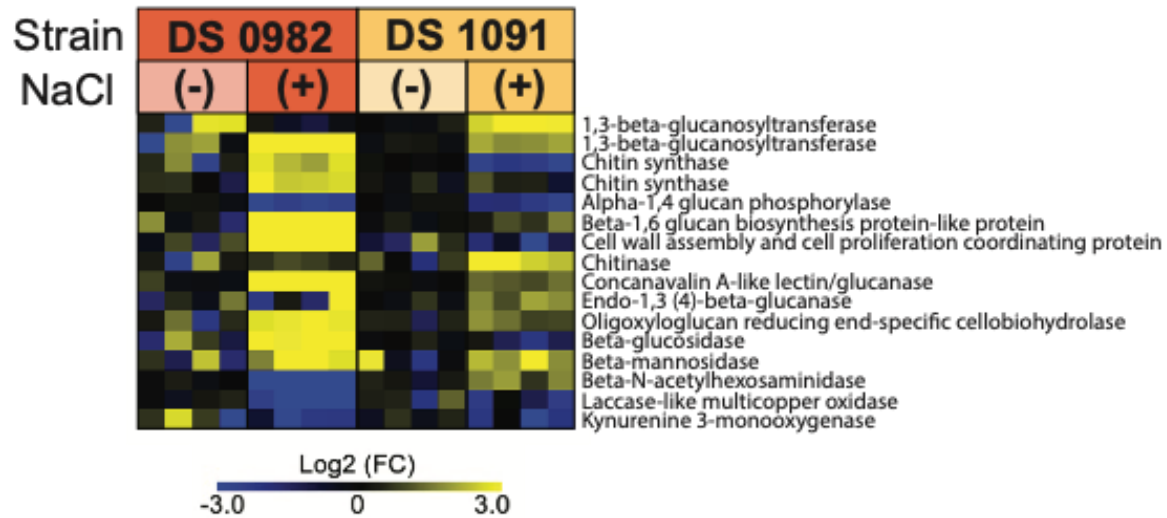 Strain DS 0982 DS 1091
NaCl (-) (+) (-) (+)
1,3-beta-glucanosyltransferase
1,3-beta-glucanosyltransferase
Chitin synthase
Chitin synthase
Alpha-1,4 glucan phosphorylase
Beta-1,6 glucan biosynthesis protein-like protein
Cell wall assembly and cell proliferation coordinating protein
Chitinase
Concanavalin A-like lectin/glucanase
Endo-1,3 (4)-beta-glucanase
Oligoxyloglucan reducing end-specific cellobiohydrolase
Beta-glucosidase
Beta-mannosidase
Beta-N-acetylhexosaminidase
Laccase-like multicopper oxidase
Kynurenine 3-monooxygenase
Log2 (FC)
-3.0 0 3.0